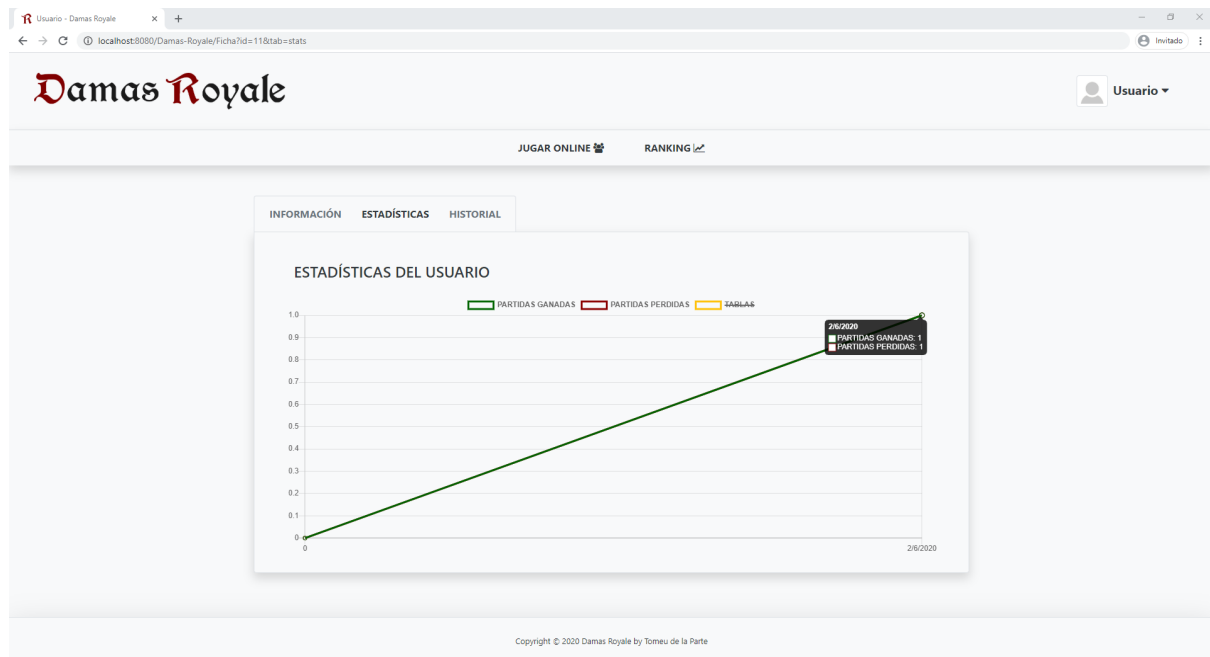 Usuario - Damas Royale
localhost:8080/Damas-Royale/Ficha?id=11&tab=stats
Invitado
Damas Royale
Usuario
JUGAR ONLINE
RANKING
INFORMACIÓN ESTADÍSTICAS HISTORIAL
ESTADÍSTICAS DEL USUARIO
PARTIDAS GANADAS PARTIDAS PERDIDAS TABLAS
1.0
2/6/2020
PARTIDAS GANADAS: 1
PARTIDAS PERDIDAS: 1
0.9
0.8
0.7
0.6
0.5
0.4
0.3
0.2
0.1
0
0 2/6/2020
Copyright © 2020 Damas Royale by Tomeu de la Parte